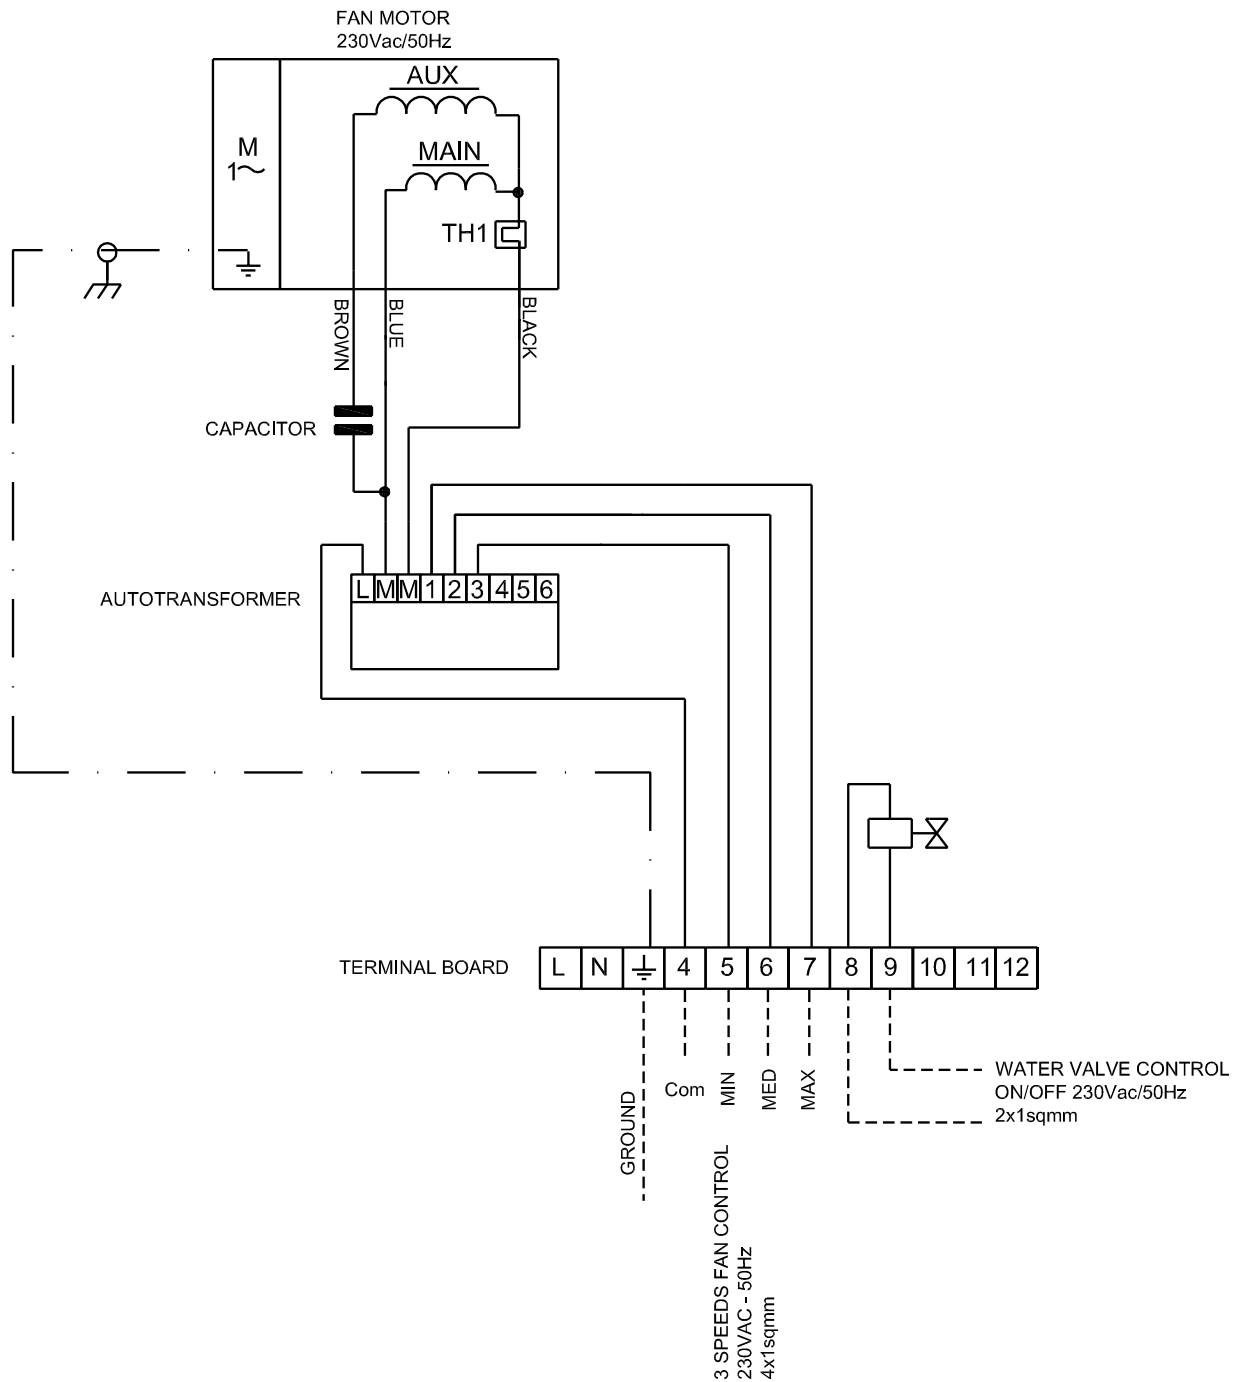 FAN MOTOR
230Vac/50Hz
AUX
M
1~
MAIN
TH1
BROWN
BLUE
BLACK
CAPACITOR
AUTOTRANSFORMER
L M M 1 2 3 4 5 6
TERMINAL BOARD
L N 4 5 6 7 8 9 10 11 12
GROUND
Com
MIN
MED
MAX
WATER VALVE CONTROL
ON/OFF 230Vac/50Hz
2x1sqmm
3 SPEEDS FAN CONTROL
230VAC - 50Hz
4x1sqmm